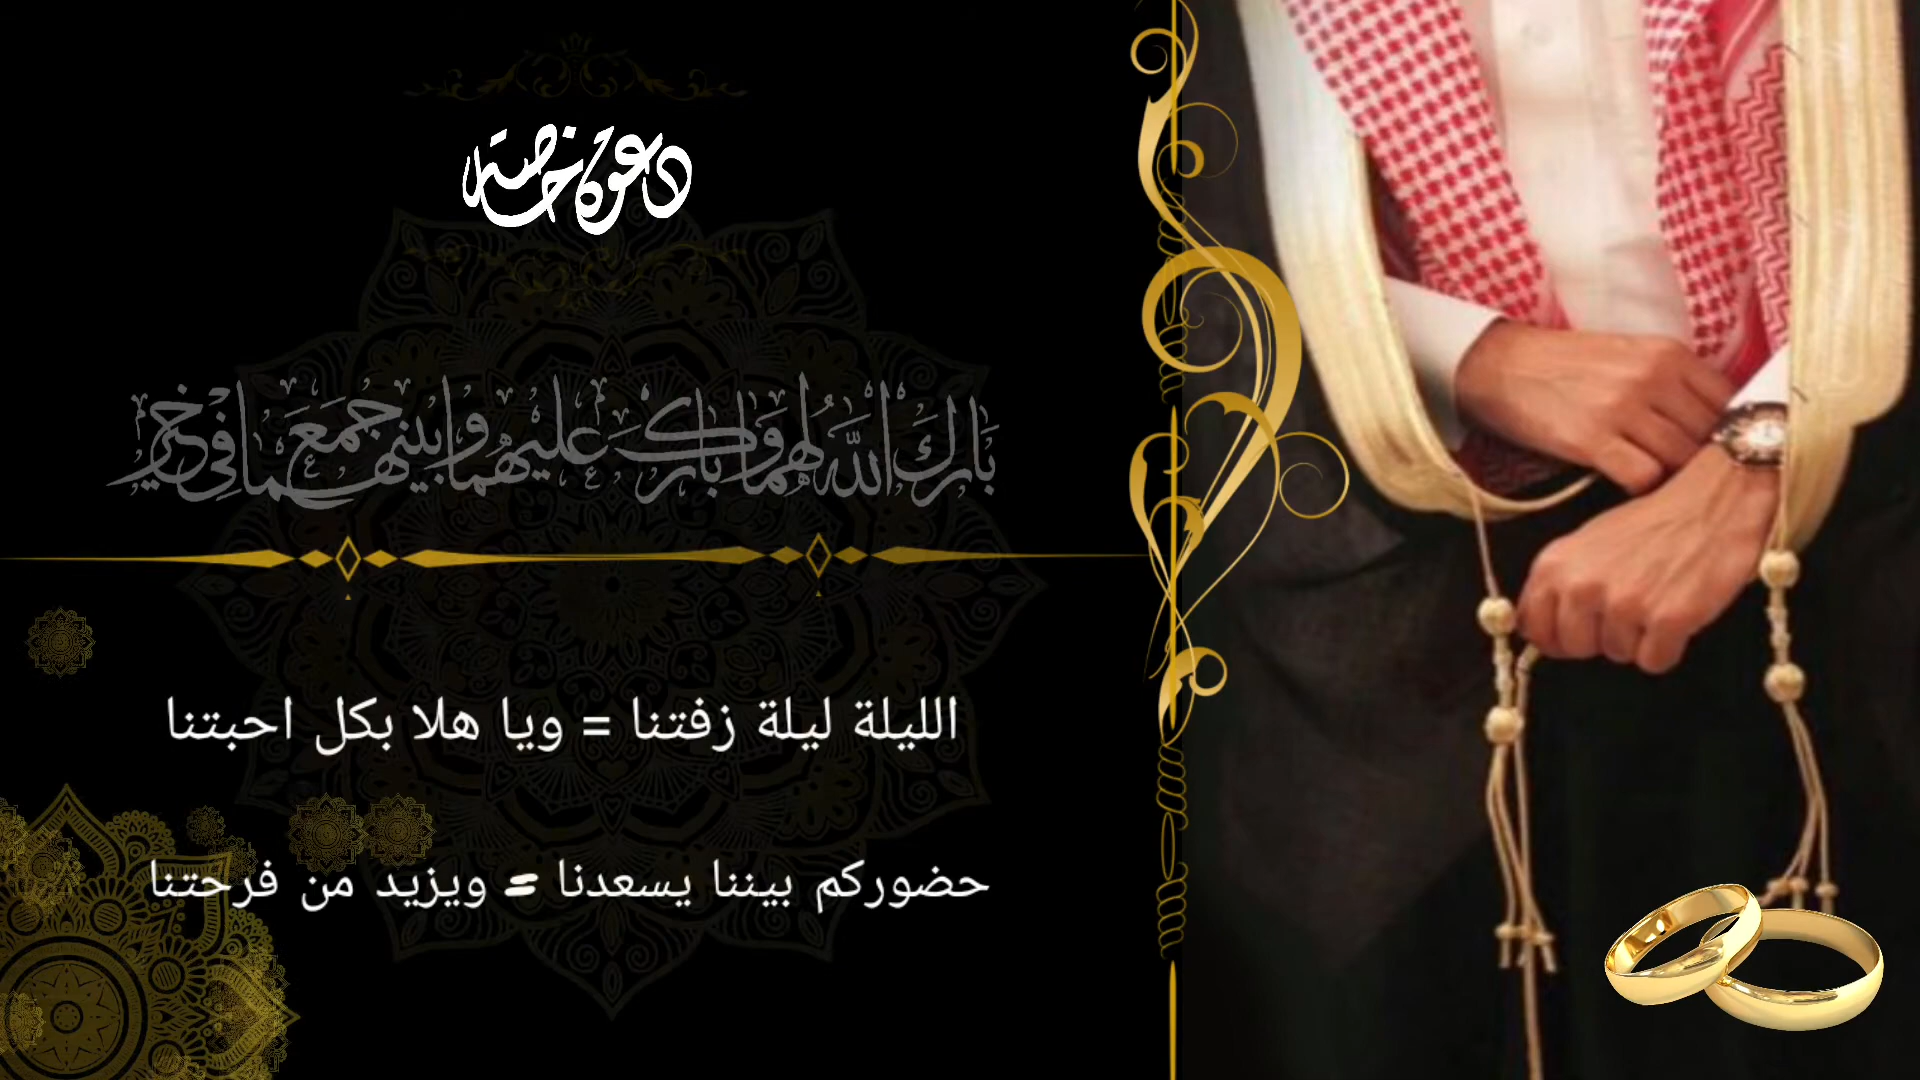 دعوة خاصة
بارك الله لهما وبارك عليهما وجمع بينهما في خير
الليلة ليلة زفتنا = ويا هلا بكل احبتنا
حضوركم بيننا يسعدنا = ويزيد من فرحتنا